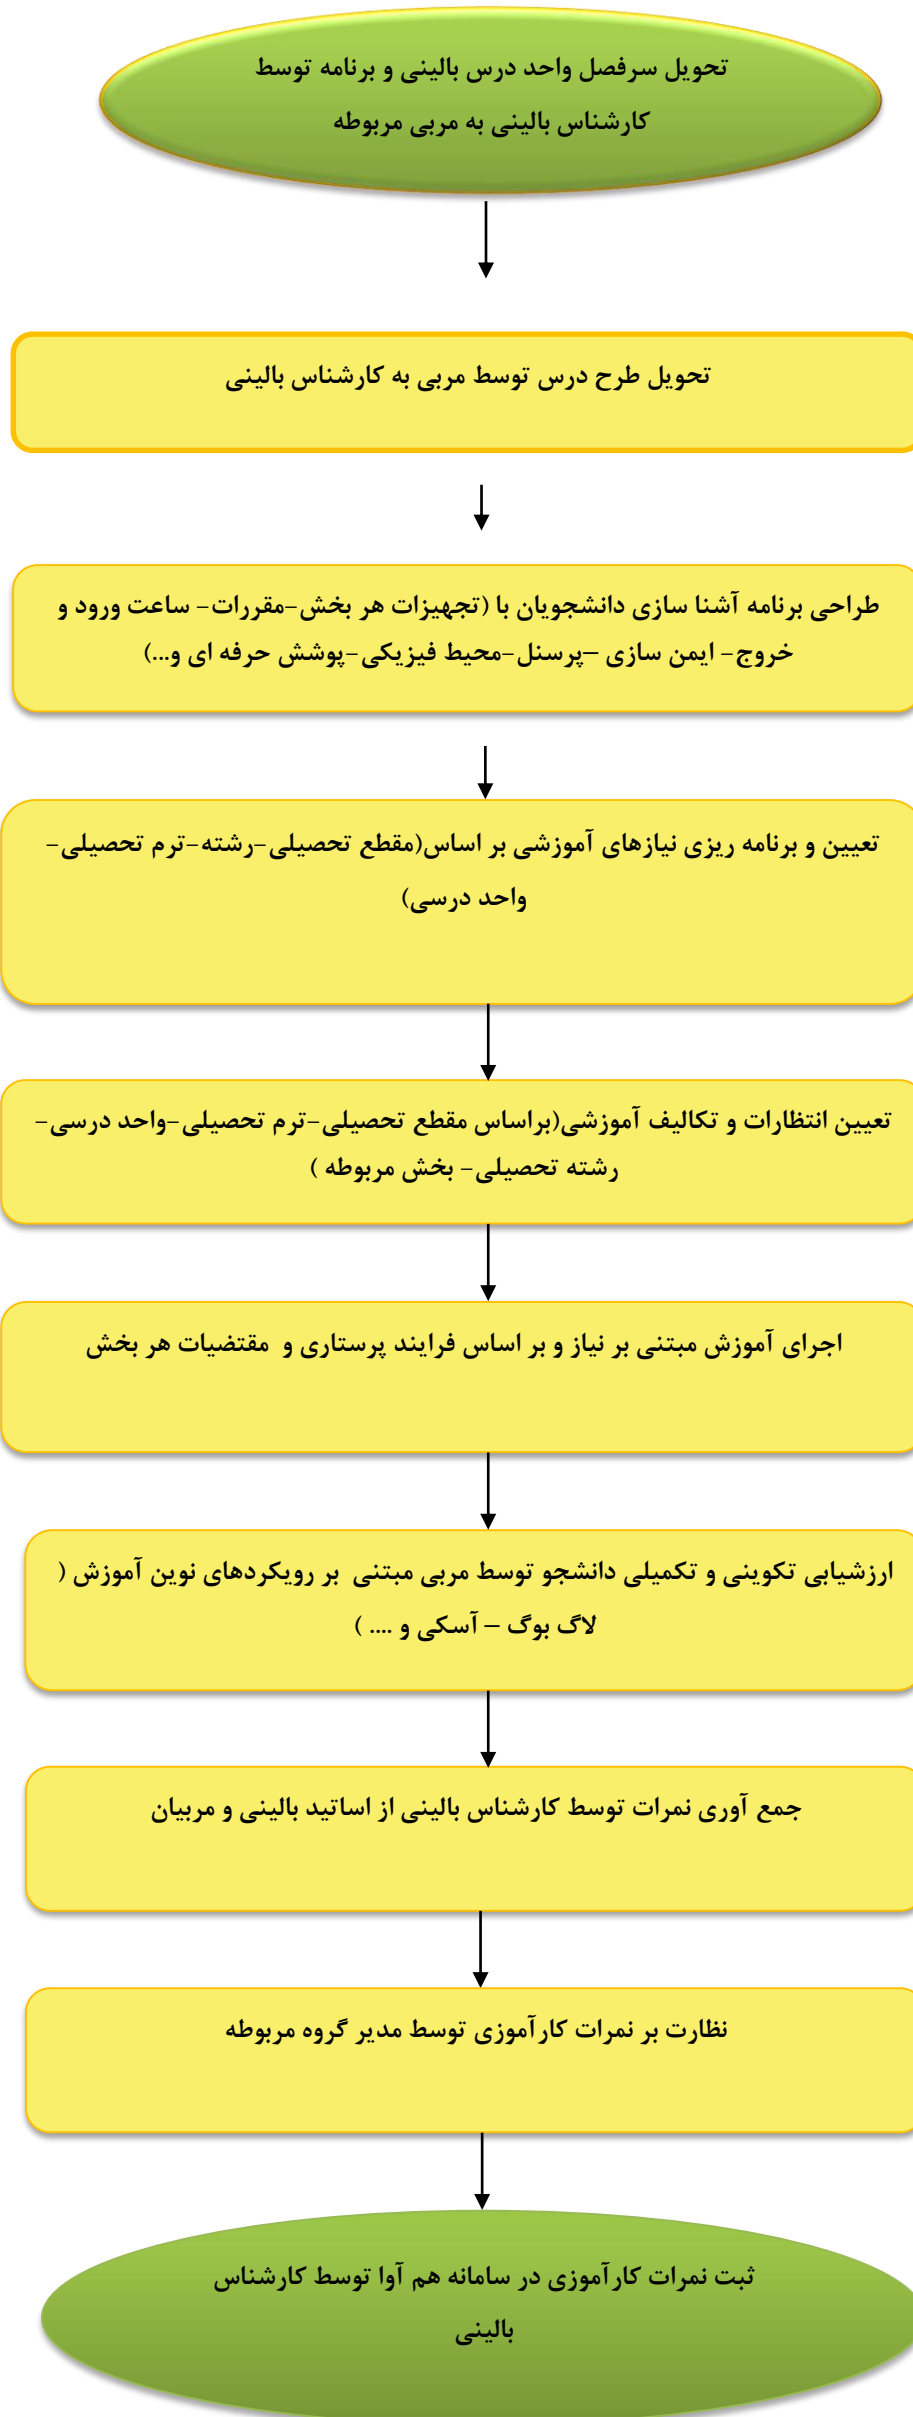 تحویل سرفصل واحد درس بالینی و برنامه توسط
کارشناس بالینی به مربی مربوطه
تحویل طرح درس توسط مربی به کارشناس بالینی
طراحی برنامه آشنا سازی دانشجویان با (تجهیزات هر بخش-مقررات- ساعت ورود و
خروج- ایمن سازی –پرسنل-محیط فیزیکی-پوشش حرفه ای و...)
تعیین و برنامه ریزی نیازهای آموزشی بر اساس(مقطع تحصیلی-رشته-ترم تحصیلی-
واحد درسی)
تعیین انتظارات و تکالیف آموزشی(براساس مقطع تحصیلی-ترم تحصیلی-واحد درسی-
رشته تحصیلی- بخش مربوطه )
اجرای آموزش مبتنی بر نیاز و بر اساس فرایند پرستاری و مقتضیات هر بخش
ارزشیابی تکوینی و تکمیلی دانشجو توسط مربی مبتنی بر رویکردهای نوین آموزش (
لاگ بوگ – آسکی و .... )
جمع آوری نمرات توسط کارشناس بالینی از اساتید بالینی و مربیان
نظارت بر نمرات کارآموزی توسط مدیر گروه مربوطه
ثبت نمرات کارآموزی در سامانه هم آوا توسط کارشناس
بالینی